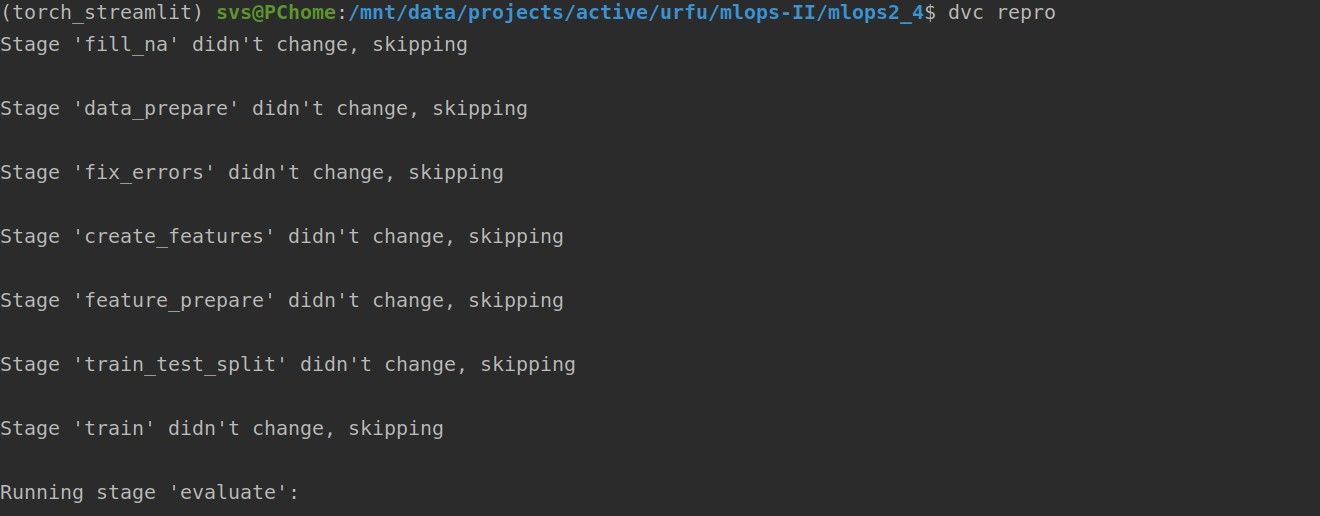 (torch_streamlit) svs@PChome:/mnt/data/projects/active/urfu/mlops-II/mlops2_4$ dvc repro
Stage 'fill_na' didn't change, skipping
Stage 'data_prepare' didn't change, skipping
Stage 'fix_errors' didn't change, skipping
Stage 'create_features' didn't change, skipping
Stage 'feature_prepare' didn't change, skipping
Stage 'train_test_split' didn't change, skipping
Stage 'train' didn't change, skipping
Running stage 'evaluate':